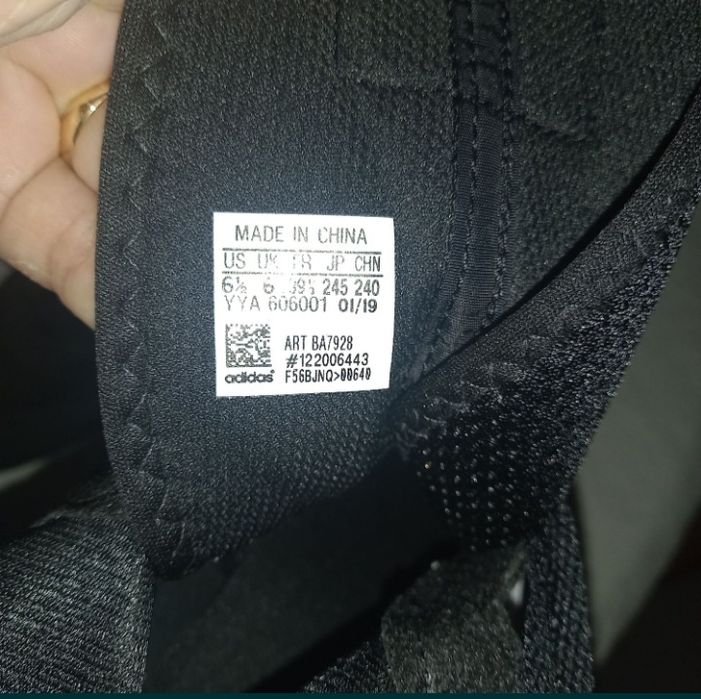 MADE IN CHINA
US UK FR JP CHN
6½ 6 39⅓ 245 240
YYA 606001 01/19
ART BA7928
#122006443
adidas F56BJNQ>00640